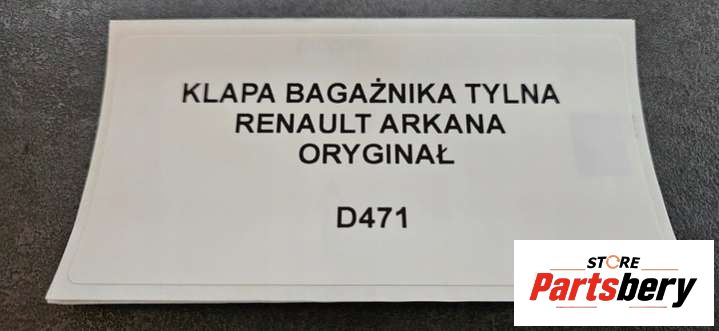 KLAPA BAGAŻNIKA TYLNA
RENAULT ARKANA
ORYGINAŁ
D471
STORE
Partsbery